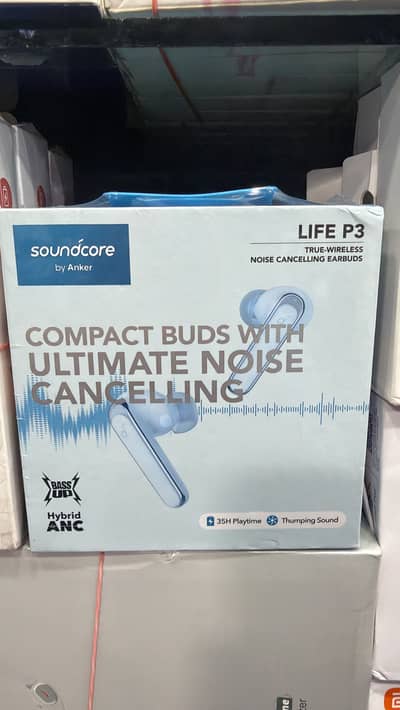 soundcore
by Anker
LIFE P3
TRUE-WIRELESS
NOISE CANCELLING EARBUDS
COMPACT BUDS WITH
ULTIMATE NOISE
CANCELLING
BASS
UP
Hybrid
ANC
35H Playtime
Thumping Sound